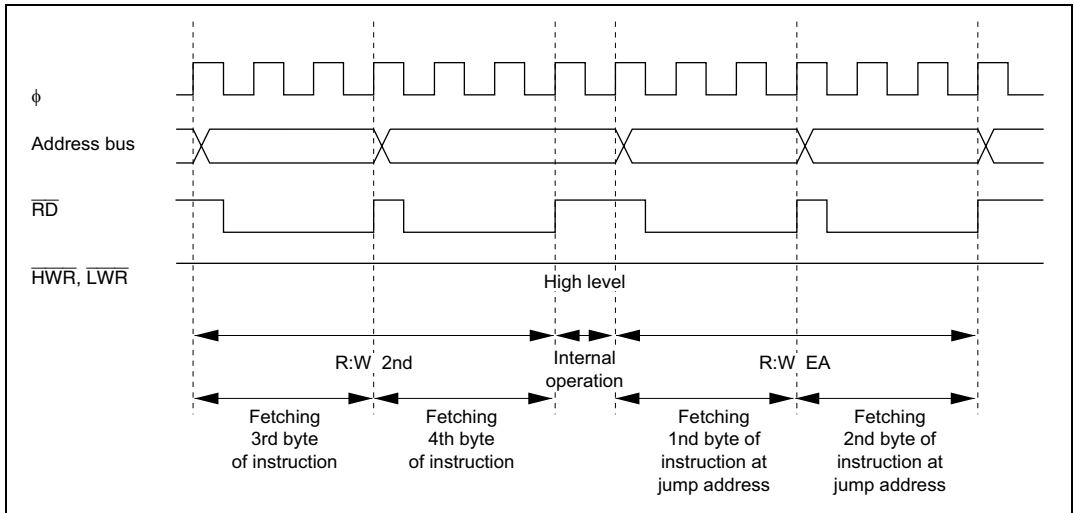 φ
Address bus
RD
HWR, LWR
High level
R:W 2nd
Internal
operation
R:W EA
Fetching
3rd byte
of instruction
Fetching
4th byte
of instruction
Fetching
1nd byte of
instruction at
jump address
Fetching
2nd byte of
instruction at
jump address